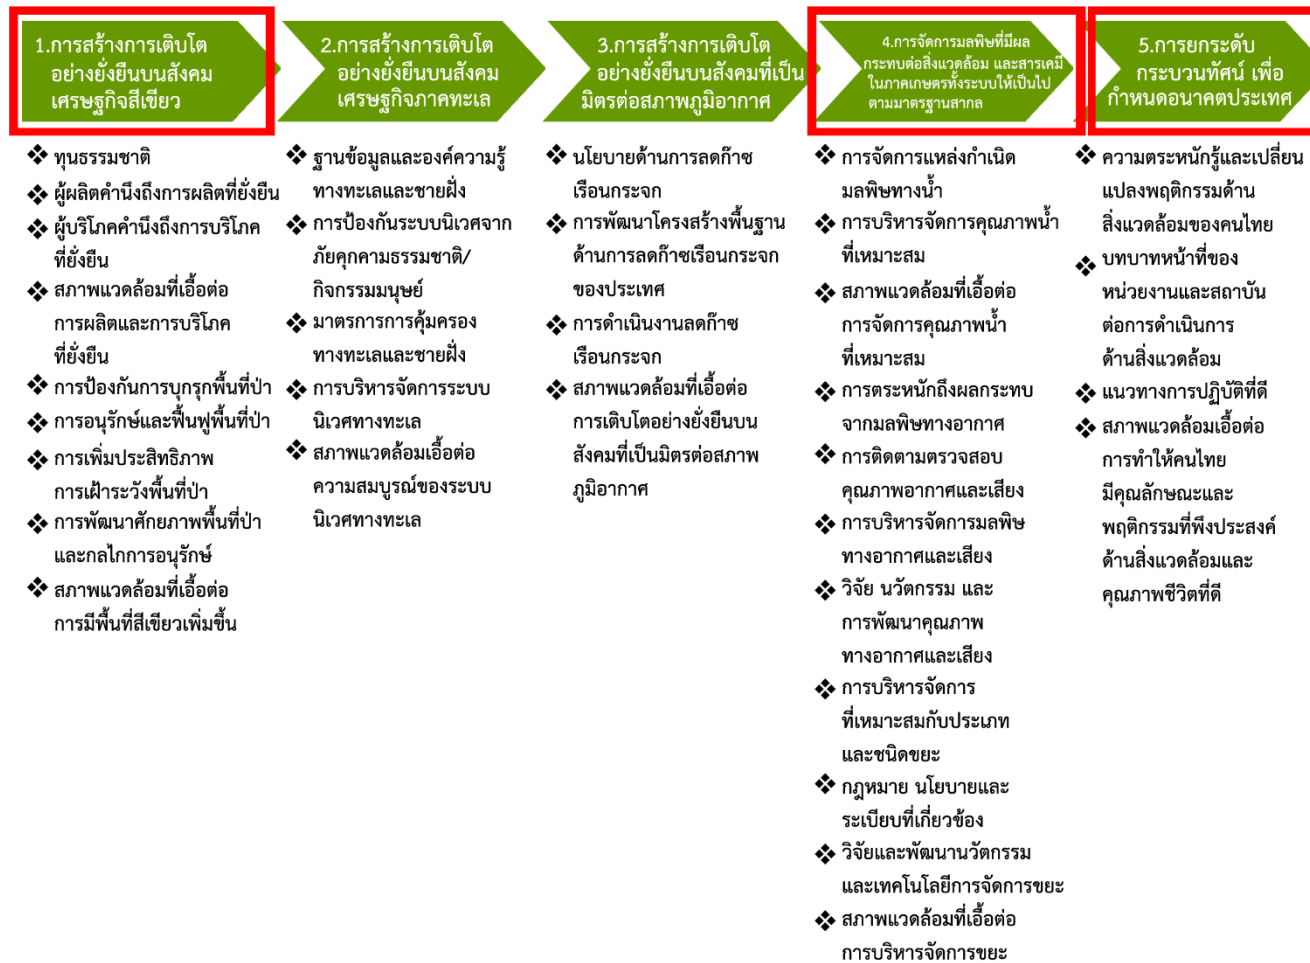 1.การสร้างการเติบโต
อย่างยั่งยืนบนสังคม
เศรษฐกิจสีเขียว
❖ ทุนธรรมชาติ
❖ ผู้ผลิตคำนึงถึงการผลิตที่ยั่งยืน
❖ ผู้บริโภคคำนึงถึงการบริโภค
ที่ยั่งยืน
❖ สภาพแวดล้อมที่เอื้อต่อ
การผลิตและการบริโภค
ที่ยั่งยืน
❖ การป้องกันการบุกรุกพื้นที่ป่า
❖ การอนุรักษ์และฟื้นฟูพื้นที่ป่า
❖ การเพิ่มประสิทธิภาพ
การเฝ้าระวังพื้นที่ป่า
❖ การพัฒนาศักยภาพพื้นที่ป่า
และกลไกการอนุรักษ์
❖ สภาพแวดล้อมที่เอื้อต่อ
การมีพื้นที่สีเขียวเพิ่มขึ้น
2.การสร้างการเติบโต
อย่างยั่งยืนบนสังคม
เศรษฐกิจภาคทะเล
❖ ฐานข้อมูลและองค์ความรู้
ทางทะเลและชายฝั่ง
❖ การป้องกันระบบนิเวศจาก
ภัยคุกคามธรรมชาติ/
กิจกรรมมนุษย์
❖ มาตรการการคุ้มครอง
ทางทะเลและชายฝั่ง
❖ การบริหารจัดการระบบ
นิเวศทางทะเล
❖ สภาพแวดล้อมเอื้อต่อ
ความสมบูรณ์ของระบบ
นิเวศทางทะเล
3.การสร้างการเติบโต
อย่างยั่งยืนบนสังคมที่เป็น
มิตรต่อสภาพภูมิอากาศ
❖ นโยบายด้านการลดก๊าซ
เรือนกระจก
❖ การพัฒนาโครงสร้างพื้นฐาน
ด้านการลดก๊าซเรือนกระจก
ของประเทศ
❖ การดำเนินงานลดก๊าซ
เรือนกระจก
❖ สภาพแวดล้อมที่เอื้อต่อ
การเติบโตอย่างยั่งยืนบน
สังคมที่เป็นมิตรต่อสภาพ
ภูมิอากาศ
4.การจัดการมลพิษที่มีผล
กระทบต่อสิ่งแวดล้อม และสารเคมี
ในภาคเกษตรทั้งระบบให้เป็นไป
ตามมาตรฐานสากล
❖ การจัดการแหล่งกำเนิด
มลพิษทางน้ำ
❖ การบริหารจัดการคุณภาพน้ำ
ที่เหมาะสม
❖ สภาพแวดล้อมที่เอื้อต่อ
การจัดการคุณภาพน้ำ
ที่เหมาะสม
❖ การตระหนักถึงผลกระทบ
จากมลพิษทางอากาศ
❖ การติดตามตรวจสอบ
คุณภาพอากาศและเสียง
❖ การบริหารจัดการมลพิษ
ทางอากาศและเสียง
❖ วิจัย นวัตกรรม และ
การพัฒนาคุณภาพ
ทางอากาศและเสียง
❖ การบริหารจัดการ
ที่เหมาะสมกับประเภท
และชนิดขยะ
❖ กฎหมาย นโยบายและ
ระเบียบที่เกี่ยวข้อง
❖ วิจัยและพัฒนานวัตกรรม
และเทคโนโลยีการจัดการขยะ
❖ สภาพแวดล้อมที่เอื้อต่อ
การบริหารจัดการขยะ
5.การยกระดับ
กระบวนทัศน์ เพื่อ
กำหนดอนาคตประเทศ
❖ ความตระหนักรู้และเปลี่ยน
แปลงพฤติกรรมด้าน
สิ่งแวดล้อมของคนไทย
❖ บทบาทหน้าที่ของ
หน่วยงานและสถาบัน
ต่อการดำเนินการ
ด้านสิ่งแวดล้อม
❖ แนวทางการปฏิบัติที่ดี
❖ สภาพแวดล้อมเอื้อต่อ
การทำให้คนไทย
มีคุณลักษณะและ
พฤติกรรมที่พึงประสงค์
ด้านสิ่งแวดล้อมและ
คุณภาพชีวิตที่ดี